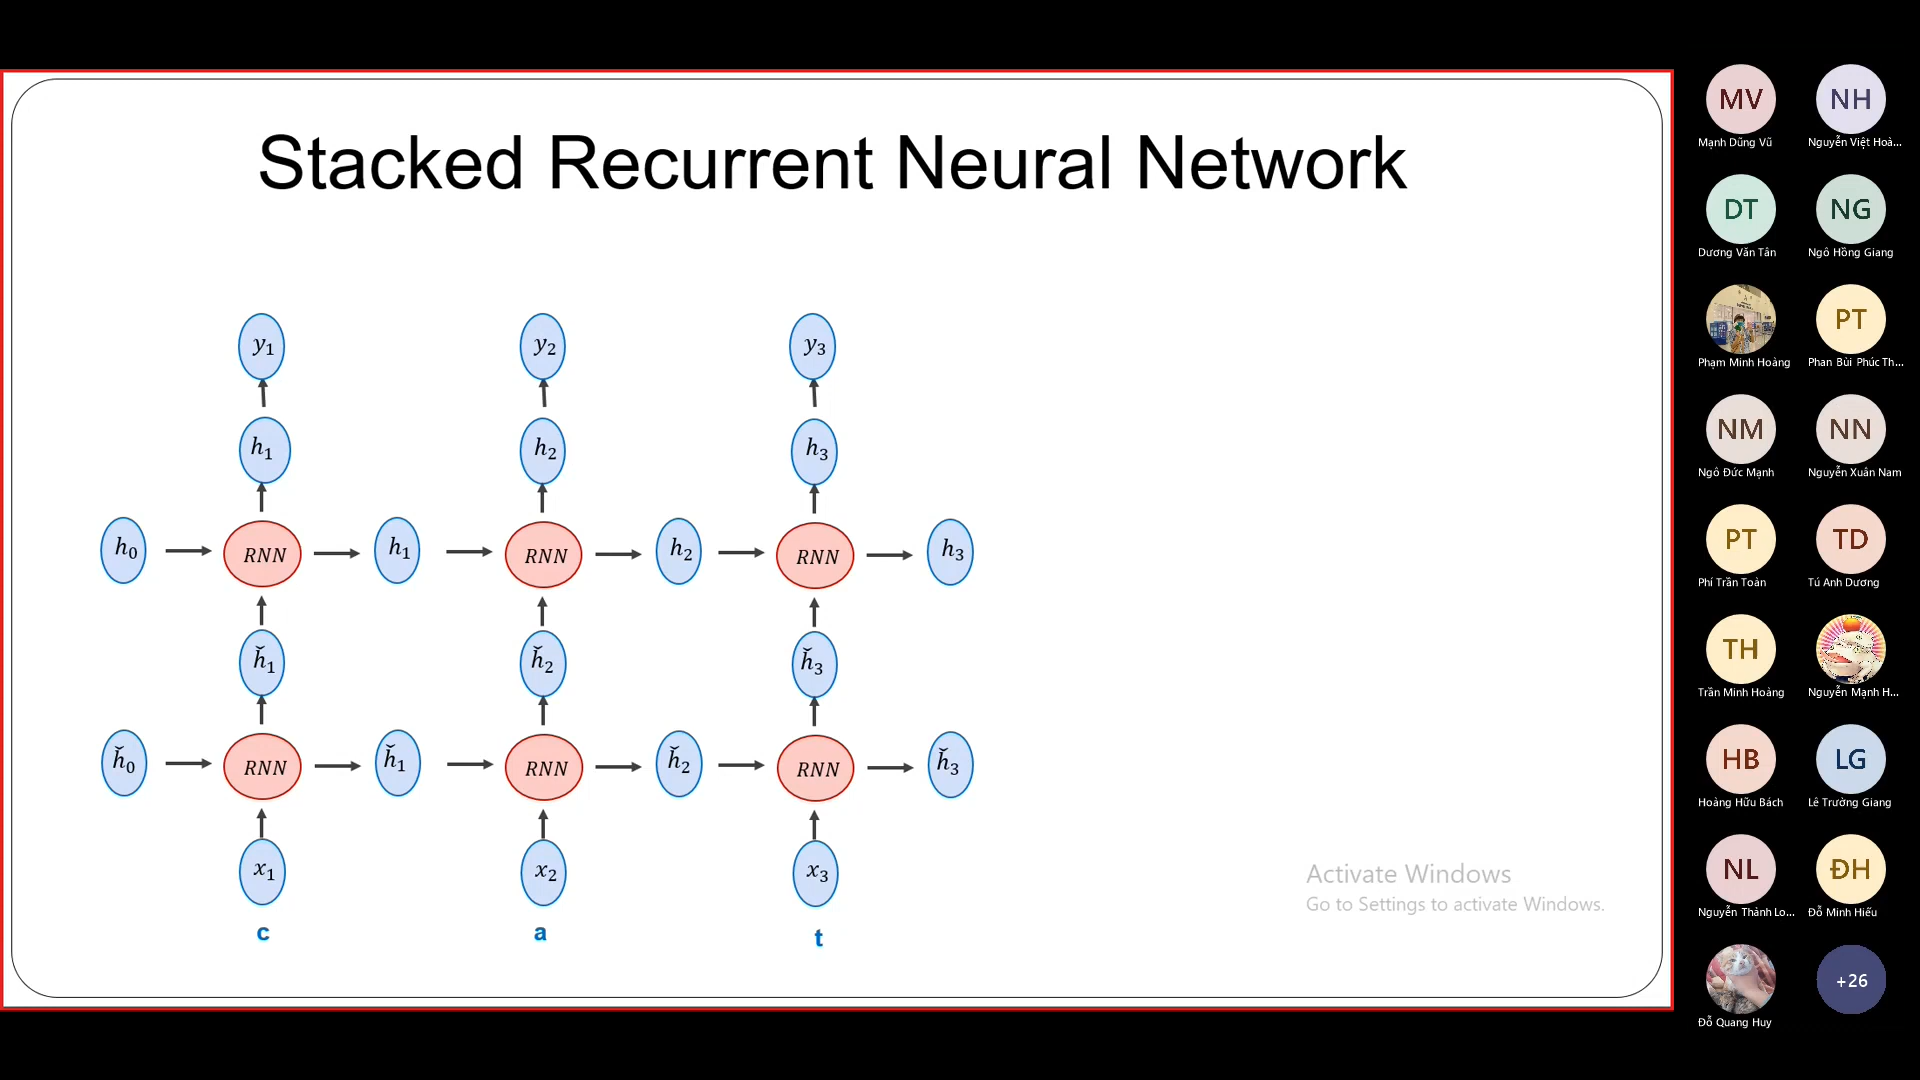 Stacked Recurrent Neural Network
y₁ y₂ y₃
h₁ h₂ h₃
h₀ RNN h₁ RNN h₂ RNN h₃
ȟ₁ ȟ₂ ȟ₃
ȟ₀ RNN ȟ₁ RNN ȟ₂ RNN ȟ₃
x₁ x₂ x₃
c a t
Activate Windows
Go to Settings to activate Windows.
MV NH
Mạnh Dũng Vũ Nguyễn Việt Hoà...
DT NG
Dương Văn Tân Ngô Hồng Giang
PT
Phạm Minh Hoàng Phan Bùi Phúc Th...
NM NN
Ngô Đức Mạnh Nguyễn Xuân Nam
PT TD
Phí Trần Toàn Tú Anh Dương
TH
Trần Minh Hoàng Nguyễn Mạnh H...
HB LG
Hoàng Hữu Bách Lê Trường Giang
NL ĐH
Nguyễn Thành Lo... Đỗ Minh Hiếu
+26
Đỗ Quang Huy